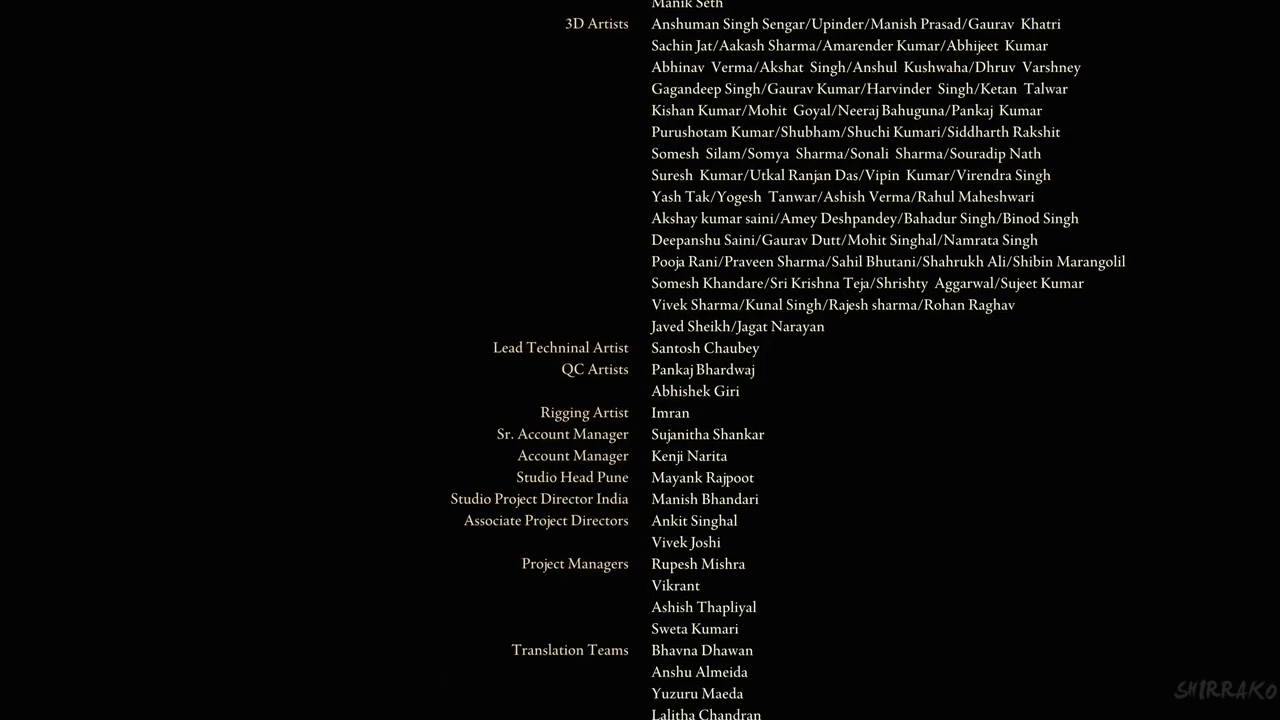 Manik Seth
3D Artists Anshuman Singh Sengar/Upinder/Manish Prasad/Gaurav Khatri
Sachin Jat/Aakash Sharma/Amarender Kumar/Abhijeet Kumar
Abhinav Verma/Akshat Singh/Anshul Kushwaha/Dhruv Varshney
Gagandeep Singh/Gaurav Kumar/Harvinder Singh/Ketan Talwar
Kishan Kumar/Mohit Goyal/Neeraj Bahuguna/Pankaj Kumar
Purushotam Kumar/Shubham/Shuchi Kumari/Siddharth Rakshit
Somesh Silam/Somya Sharma/Sonali Sharma/Souradip Nath
Suresh Kumar/Utkal Ranjan Das/Vipin Kumar/Virendra Singh
Yash Tak/Yogesh Tanwar/Ashish Verma/Rahul Maheshwari
Akshay kumar saini/Amey Deshpandey/Bahadur Singh/Binod Singh
Deepanshu Saini/Gaurav Dutt/Mohit Singhal/Namrata Singh
Pooja Rani/Praveen Sharma/Sahil Bhutani/Shahrukh Ali/Shibin Marangolil
Somesh Khandare/Sri Krishna Teja/Shrishty Aggarwal/Sujeet Kumar
Vivek Sharma/Kunal Singh/Rajesh sharma/Rohan Raghav
Javed Sheikh/Jagat Narayan
Lead Techninal Artist Santosh Chaubey
QC Artists Pankaj Bhardwaj
Abhishek Giri
Rigging Artist Imran
Sr. Account Manager Sujanitha Shankar
Account Manager Kenji Narita
Studio Head Pune Mayank Rajpoot
Studio Project Director India Manish Bhandari
Associate Project Directors Ankit Singhal
Vivek Joshi
Project Managers Rupesh Mishra
Vikrant
Ashish Thapliyal
Sweta Kumari
Translation Teams Bhavna Dhawan
Anshu Almeida
Yuzuru Maeda
Lalitha Chandran
SHIRRAKO